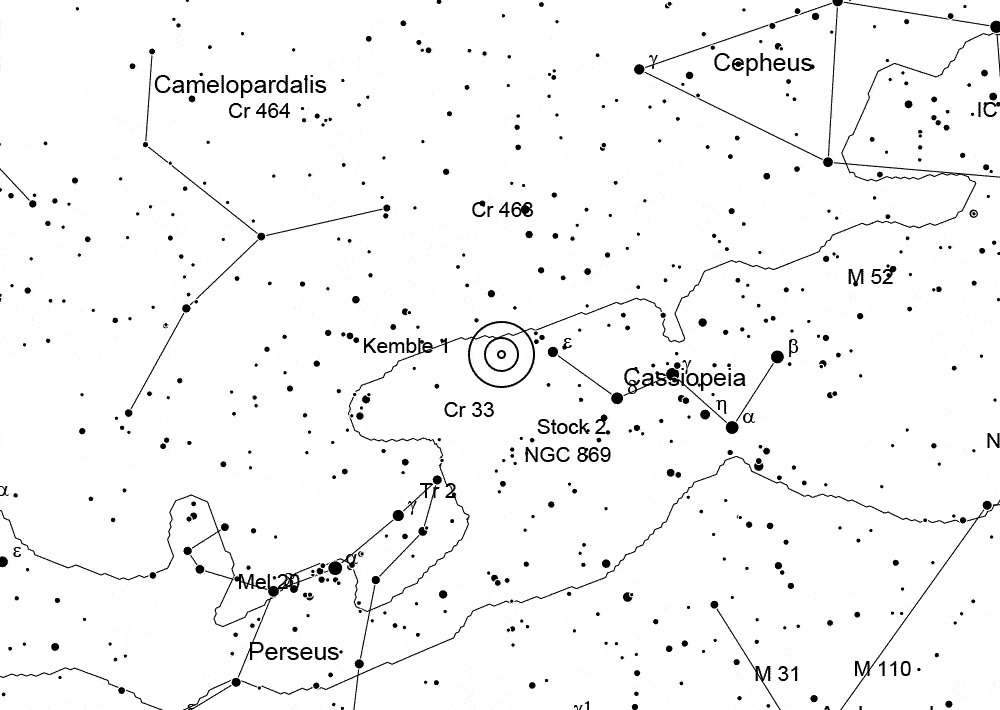 γ
Cepheus
Camelopardalis
Cr 464
IC
Cr 463
M 52
Kemble 1
ε
β
γ
Cassiopeia
δ
η
α
Cr 33
Stock 2
NGC 869
N
Tr 2
α
γ
ε
α
Mel 20
δ
Perseus
M 31
M 110
γ1